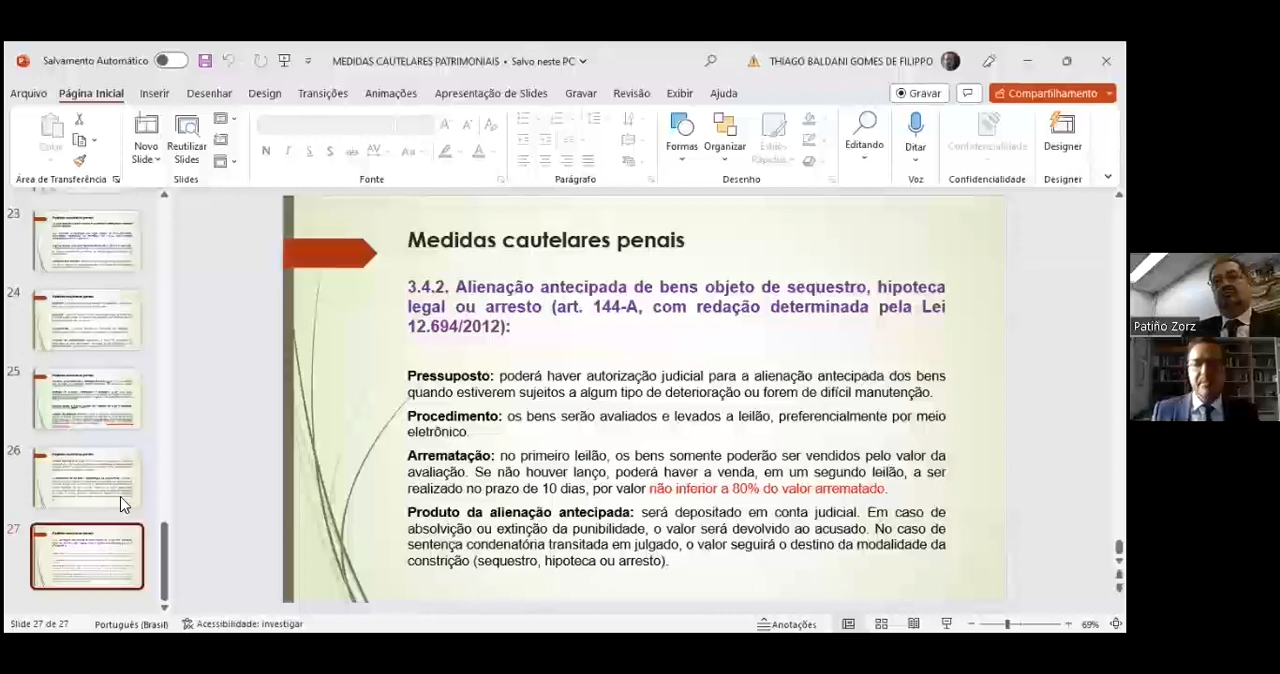 Salvamento Automático
MEDIDAS CAUTELARES PATRIMONIAIS • Salvo neste PC
THIAGO BALDANI GOMES DE FILIPPO
Arquivo Página Inicial Inserir Desenhar Design Transições Animações Apresentação de Slides Gravar Revisão Exibir Ajuda
Gravar
Compartilhamento
Colar
Novo Slide
Reutilizar Slides
Formas
Organizar
Estilos Rápidos
Editando
Ditar
Confidencialidade
Designer
Área de Transferência
Slides
Fonte
Parágrafo
Desenho
Voz
Confidencialidade
Designer
23
24
25
26
27
Medidas cautelares penais
3.4.2. Alienação antecipada de bens objeto de sequestro, hipoteca
legal ou arresto (art. 144-A, com redação determinada pela Lei
12.694/2012):
Pressuposto: poderá haver autorização judicial para a alienação antecipada dos bens
quando estiverem sujeitos a algum tipo de deterioração ou forem de difícil manutenção.
Procedimento: os bens serão avaliados e levados a leilão, preferencialmente por meio
eletrônico.
Arrematação: no primeiro leilão, os bens somente poderão ser vendidos pelo valor da
avaliação. Se não houver lanço, poderá haver a venda, em um segundo leilão, a ser
realizado no prazo de 10 dias, por valor não inferior a 80% do valor arrematado.
Produto da alienação antecipada: será depositado em conta judicial. Em caso de
absolvição ou extinção da punibilidade, o valor será devolvido ao acusado. No caso de
sentença condenatória transitada em julgado, o valor seguirá o destino da modalidade da
constrição (sequestro, hipoteca ou arresto).
Patiño Zorz
Slide 27 de 27
Português (Brasil)
Acessibilidade: investigar
Anotações
69%